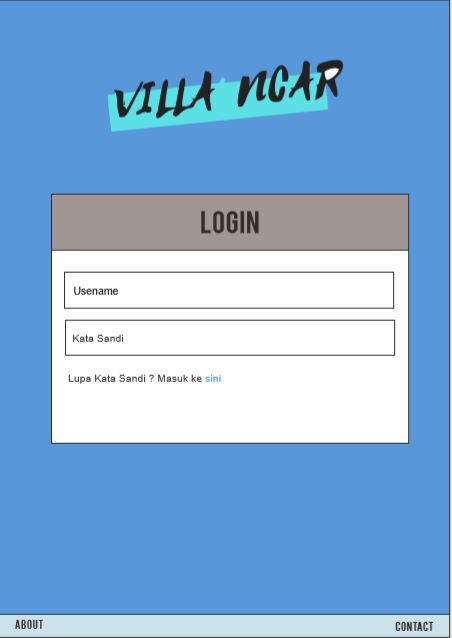 VILLA NCAR
LOGIN
Usename
Kata Sandi
Lupa Kata Sandi ? Masuk ke sini
ABOUT
CONTACT